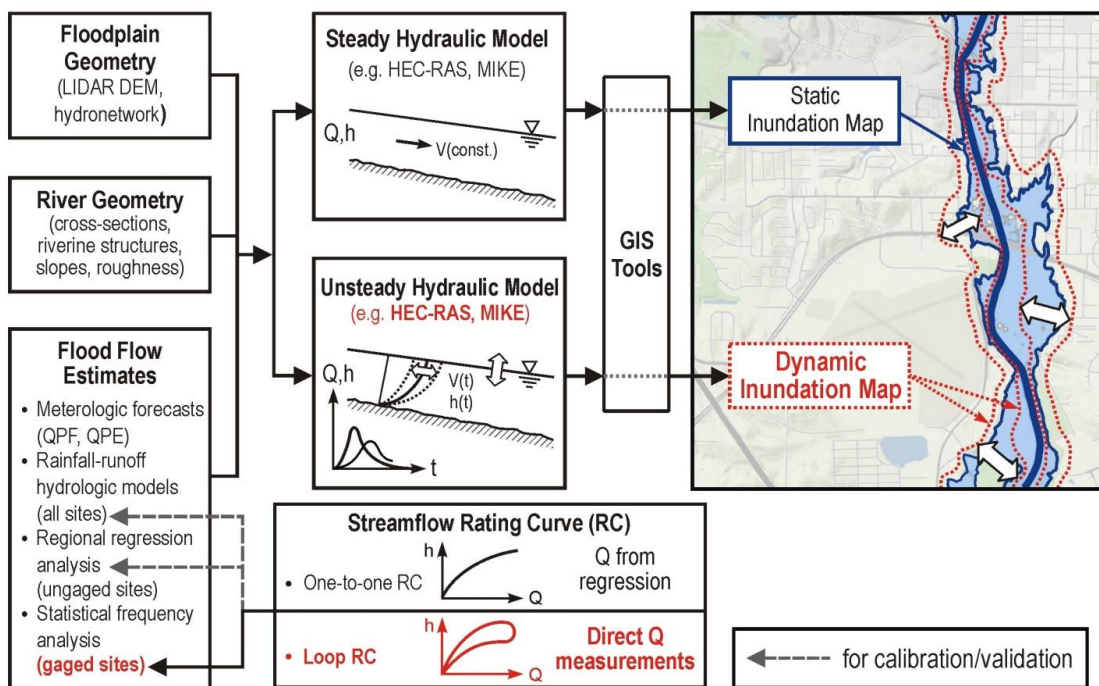 Floodplain
Geometry
(LIDAR DEM,
hydronetwork)
River Geometry
(cross-sections,
riverine structures,
slopes, roughness)
Flood Flow
Estimates
• Meterologic forecasts
(QPF, QPE)
• Rainfall-runoff
hydrologic models
(all sites)
• Regional regression
analysis
(ungaged sites)
• Statistical frequency
analysis
(gaged sites)
Steady Hydraulic Model
(e.g. HEC-RAS, MIKE)
Q,h
V(const.)
Unsteady Hydraulic Model
(e.g. HEC-RAS, MIKE)
Q,h
V(t)
h(t)
t
GIS
Tools
Static
Inundation Map
Dynamic
Inundation Map
Streamflow Rating Curve (RC)
• One-to-one RC
h
Q
Q from
regression
• Loop RC
h
Q
Direct Q
measurements
for calibration/validation